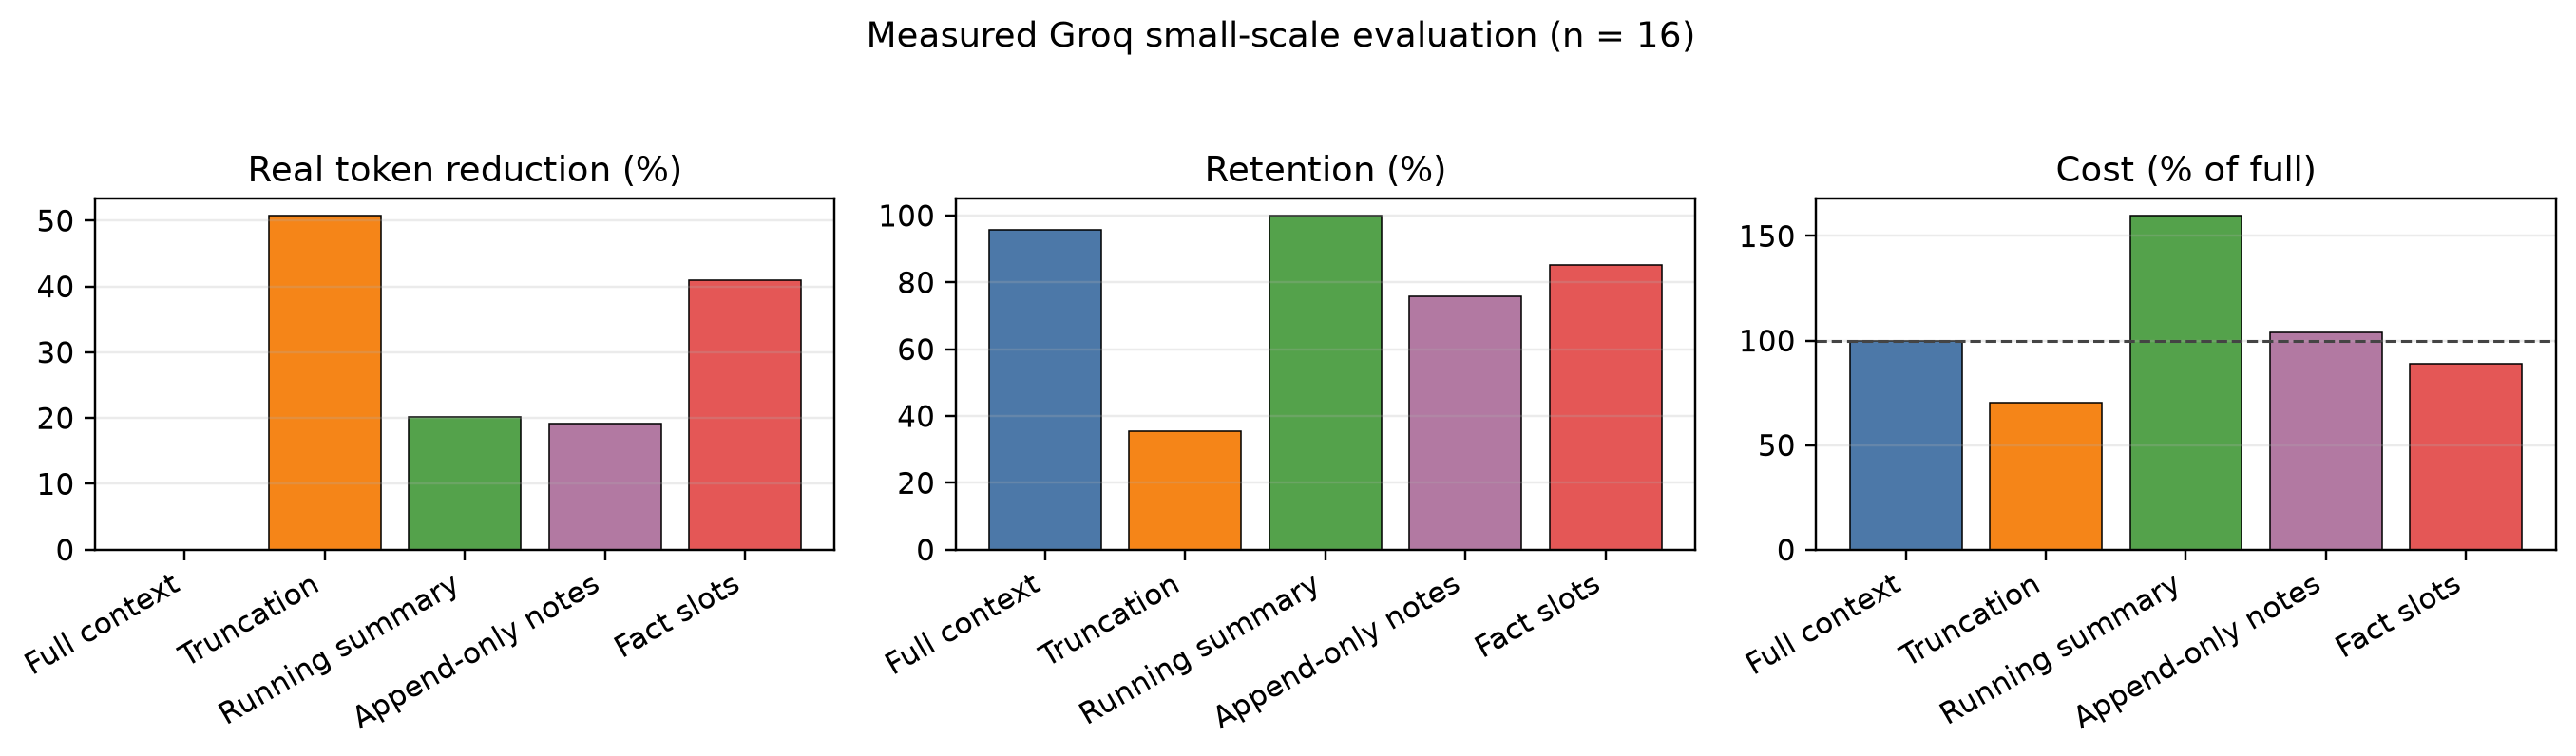 Measured Groq small-scale evaluation (n = 16)
Real token reduction (%)
50
40
30
20
10
0
Full context
Truncation
Running summary
Append-only notes
Fact slots
Retention (%)
100
80
60
40
20
0
Full context
Truncation
Running summary
Append-only notes
Fact slots
Cost (% of full)
150
100
50
0
Full context
Truncation
Running summary
Append-only notes
Fact slots